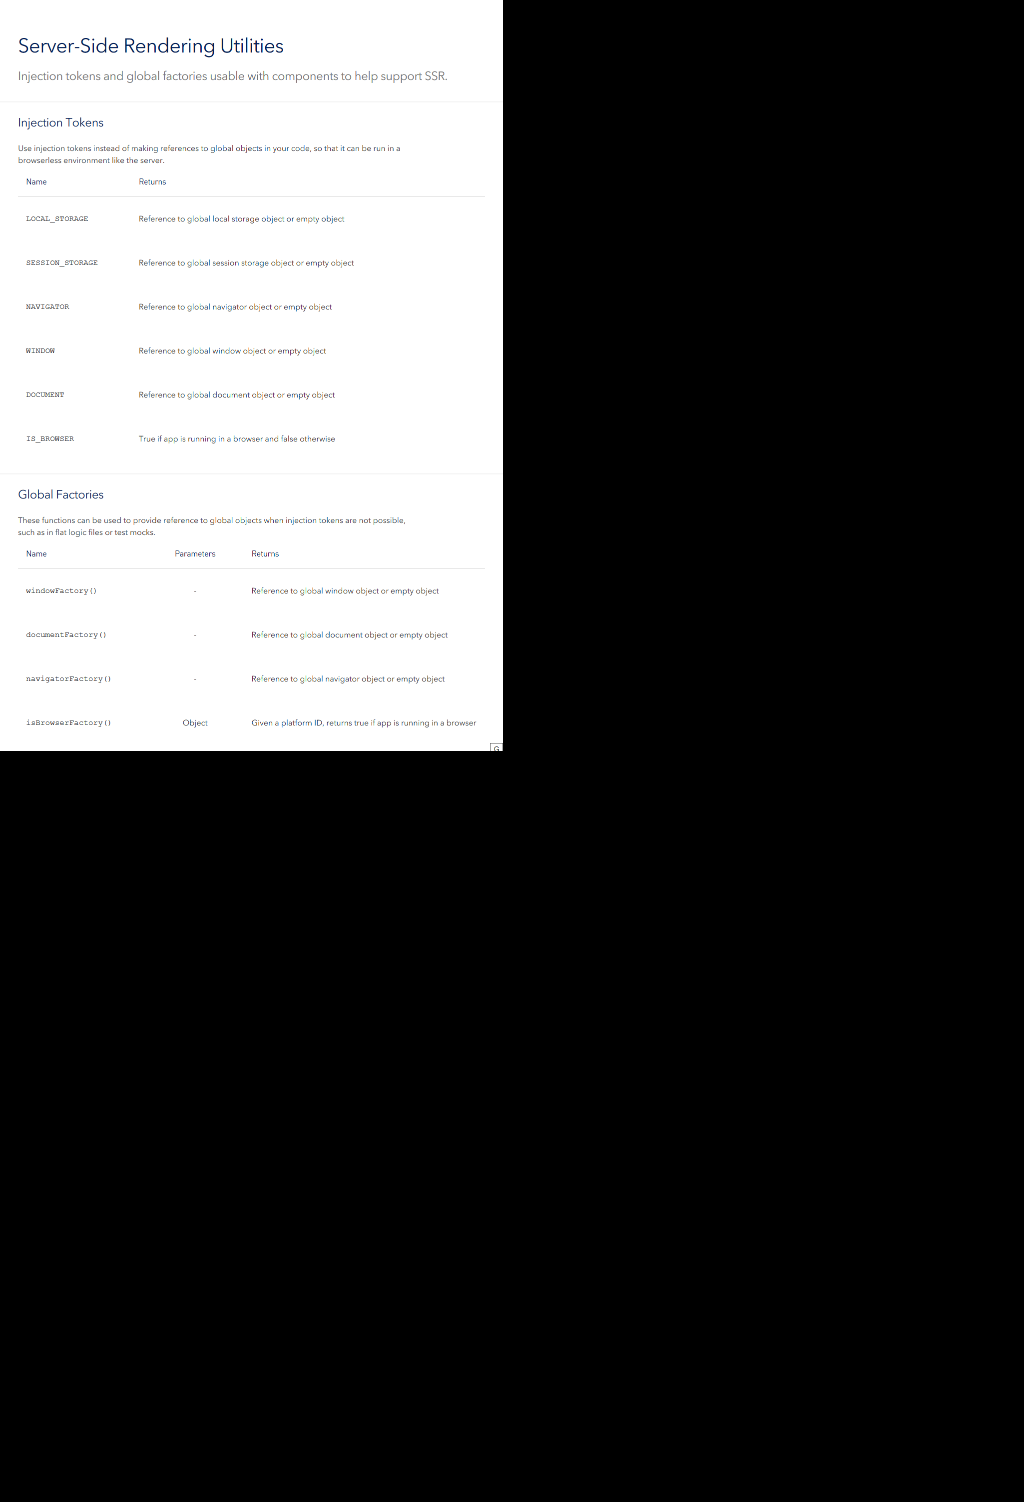 Server-Side Rendering Utilities
Injection tokens and global factories usable with components to help support SSR.
Injection Tokens
Use injection tokens instead of making references to global objects in your code, so that it can be run in a
browserless environment like the server.
Name Returns
LOCAL_STORAGE Reference to global local storage object or empty object
SESSION_STORAGE Reference to global session storage object or empty object
NAVIGATOR Reference to global navigator object or empty object
WINDOW Reference to global window object or empty object
DOCUMENT Reference to global document object or empty object
IS_BROWSER True if app is running in a browser and false otherwise
Global Factories
These functions can be used to provide reference to global objects when injection tokens are not possible,
such as in flat logic files or test mocks.
Name Parameters Returns
windowFactory() - Reference to global window object or empty object
documentFactory() - Reference to global document object or empty object
navigatorFactory() - Reference to global navigator object or empty object
isBrowserFactory() Object Given a platform ID, returns true if app is running in a browser
G